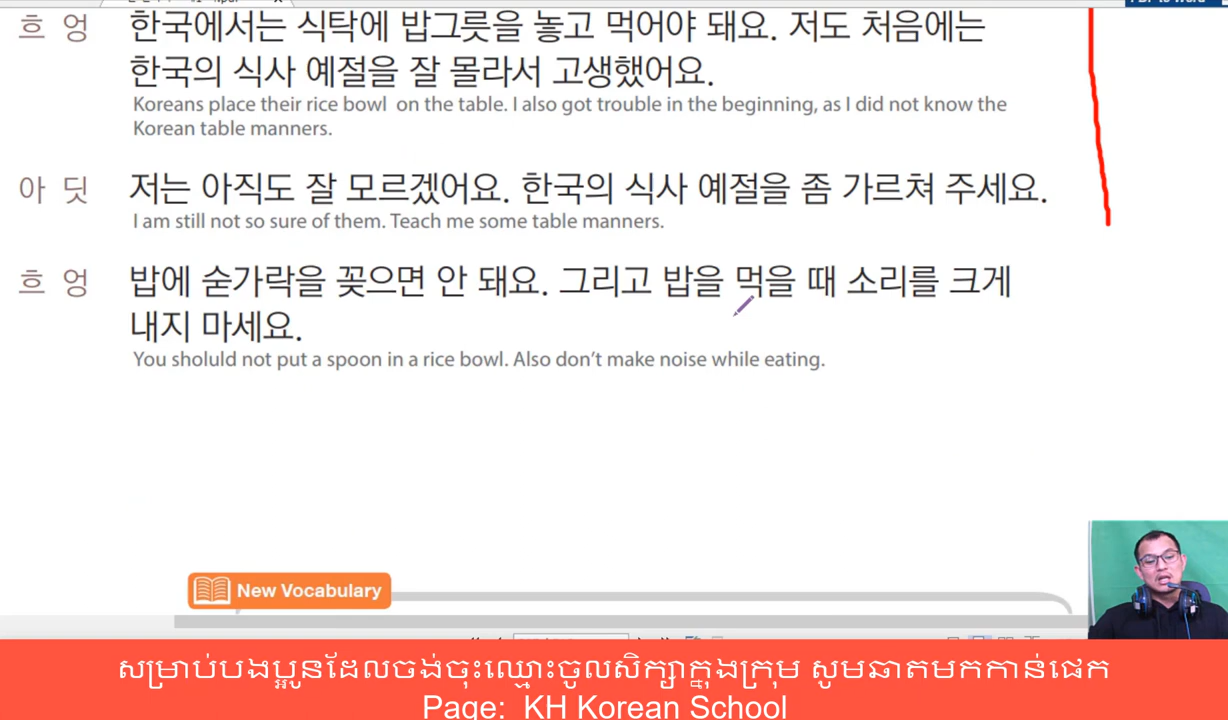 흐 엉 한국에서는 식탁에 밥그릇을 놓고 먹어야 돼요. 저도 처음에는
한국의 식사 예절을 잘 몰라서 고생했어요.
Koreans place their rice bowl on the table. I also got trouble in the beginning, as I did not know the
Korean table manners.
아 딧 저는 아직도 잘 모르겠어요. 한국의 식사 예절을 좀 가르쳐 주세요.
I am still not so sure of them. Teach me some table manners.
흐 엉 밥에 숟가락을 꽂으면 안 돼요. 그리고 밥을 먹을 때 소리를 크게
내지 마세요.
You sholuld not put a spoon in a rice bowl. Also don't make noise while eating.
New Vocabulary
សម្រាប់បងប្អូនដែលចង់ចុះឈ្មោះចូលសិក្សាក្នុងក្រុម សូមឆាតមកកាន់ផេក
Page: KH Korean School